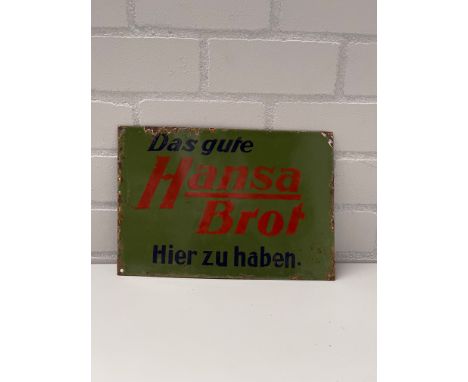 Das gute
Hansa
Brot
Hier zu haben.